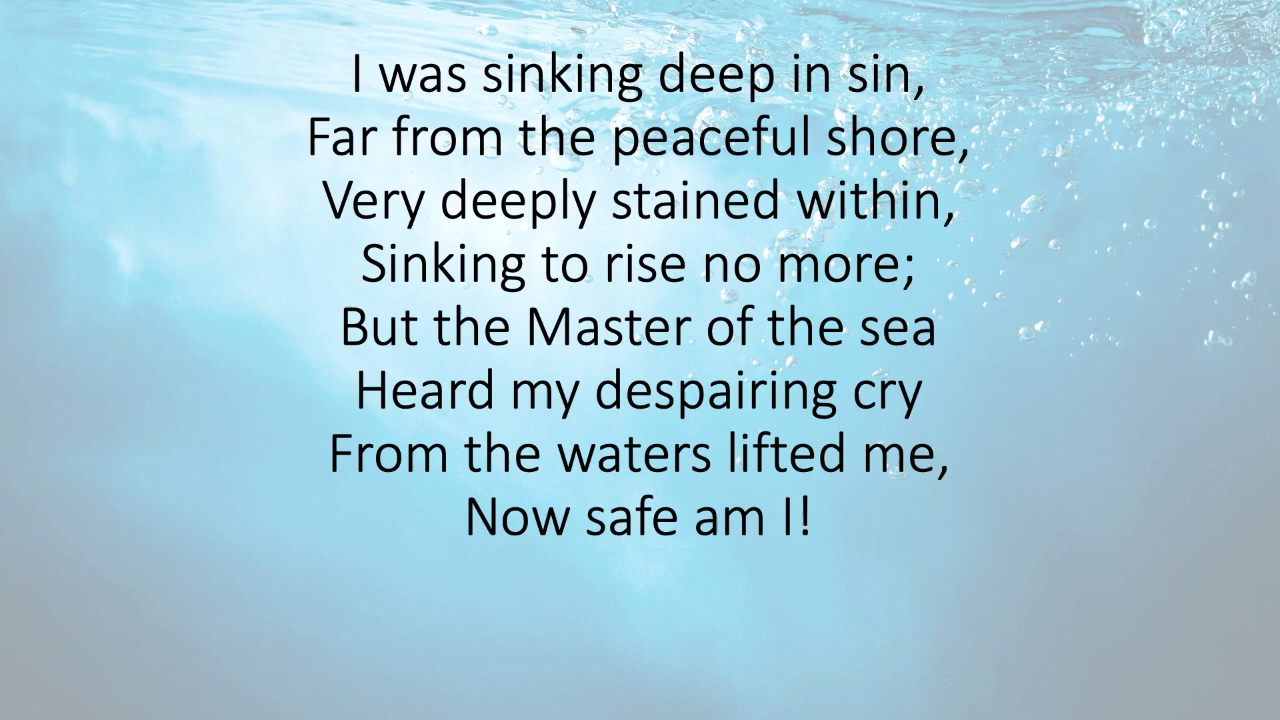 I was sinking deep in sin,
Far from the peaceful shore,
Very deeply stained within,
Sinking to rise no more;
But the Master of the sea
Heard my despairing cry
From the waters lifted me,
Now safe am I!